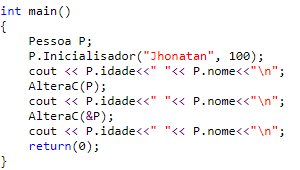 int main()
{
Pessoa P;
P.Inicialisador("Jhonatan", 100);
cout << P.idade<<" "<< P.nome<<"\n";
AlteraC(P);
cout << P.idade<<" "<< P.nome<<"\n";
AlteraC(&P);
cout << P.idade<<" "<< P.nome<<"\n";
return(0);
}